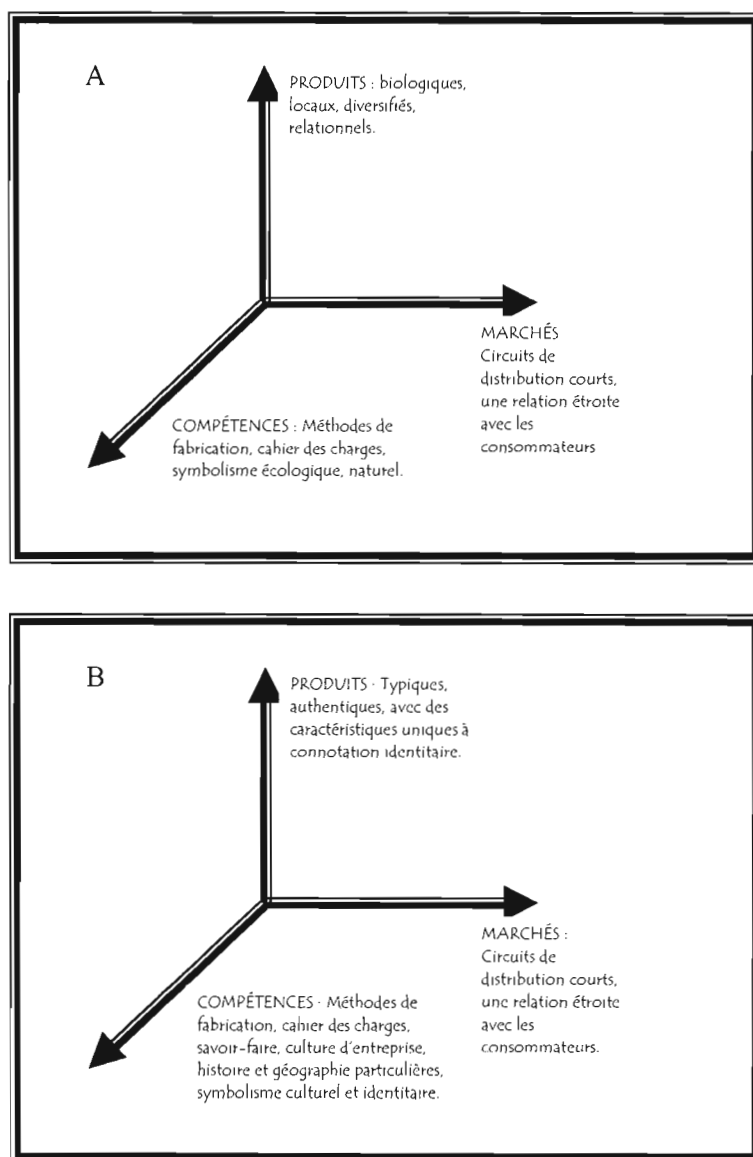 A
PRODUITS : biologiques,
locaux, diversifiés,
relationnels.
MARCHÉS
Circuits de
distribution courts,
une relation étroite
avec les
consommateurs
COMPÉTENCES : Méthodes de
fabrication, cahier des charges,
symbolisme écologique, naturel.
B
PRODUITS · Typiques,
authentiques, avec des
caractéristiques uniques à
connotation identitaire.
MARCHÉS :
Circuits de
distribution courts,
une relation étroite
avec les
consommateurs.
COMPÉTENCES · Méthodes de
fabrication, cahier des charges,
savoir-faire, culture d'entreprise,
histoire et géographie particulières,
symbolisme culturel et identitaire.